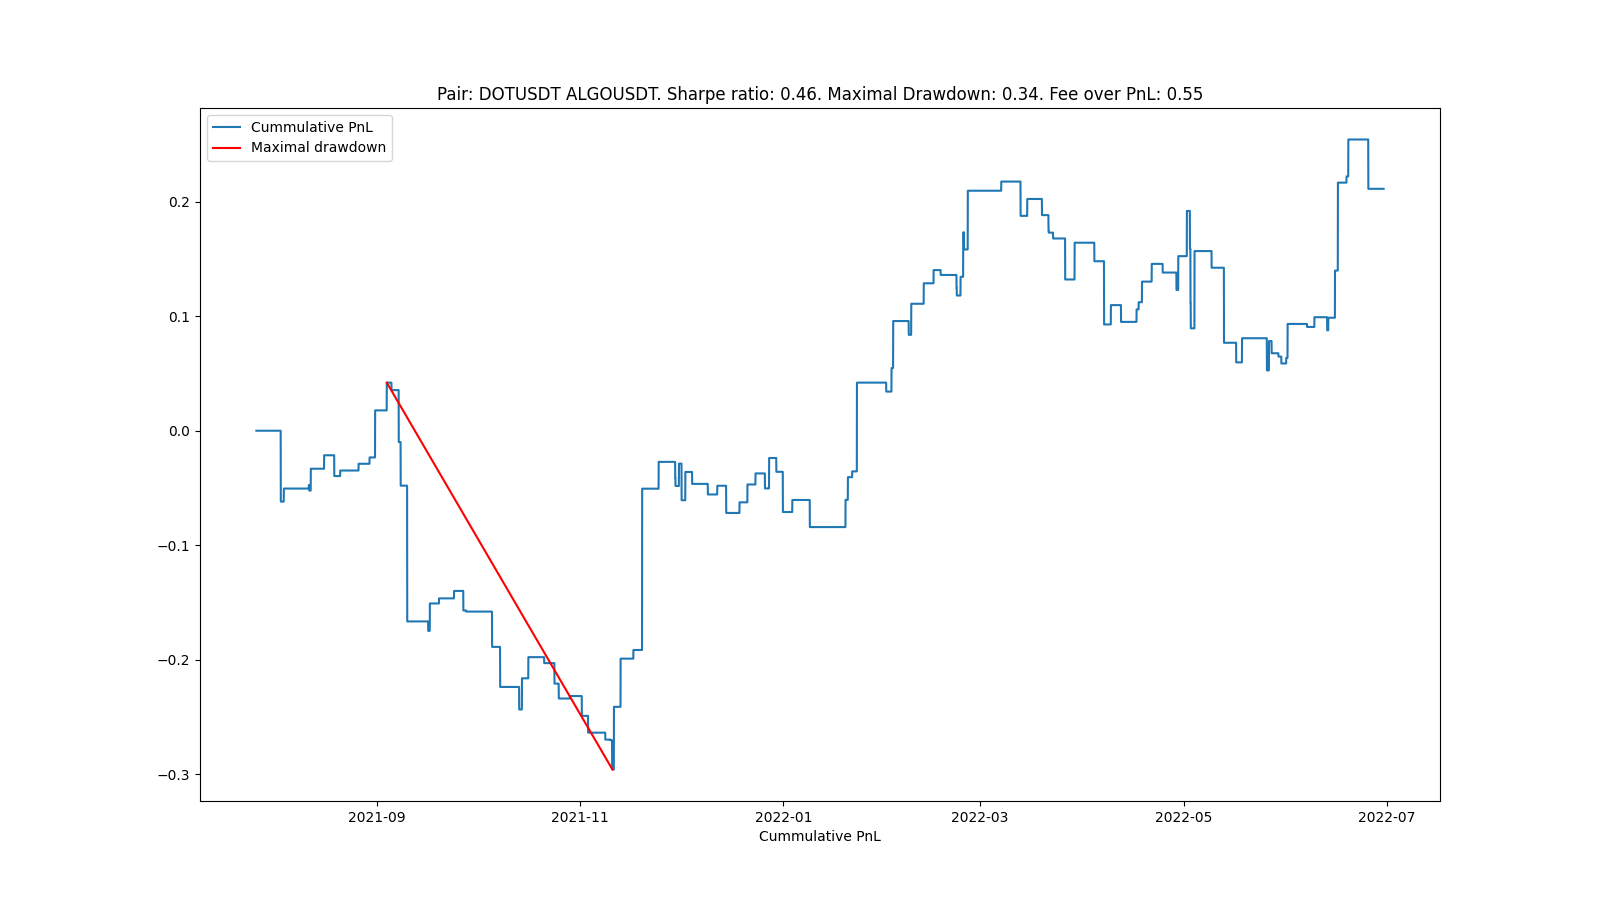 Pair: DOTUSDT ALGOUSDT. Sharpe ratio: 0.46. Maximal Drawdown: 0.34. Fee over PnL: 0.55
Cummulative PnL
Maximal drawdown
0.2
0.1
0.0
−0.1
−0.2
−0.3
2021-09 2021-11 2022-01 2022-03 2022-05 2022-07
Cummulative PnL